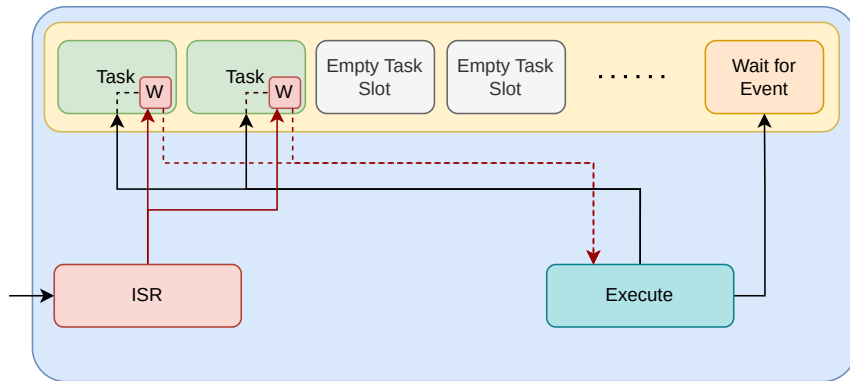 Task
W
Task
W
Empty Task
Slot
Empty Task
Slot
......
Wait for
Event
ISR
Execute